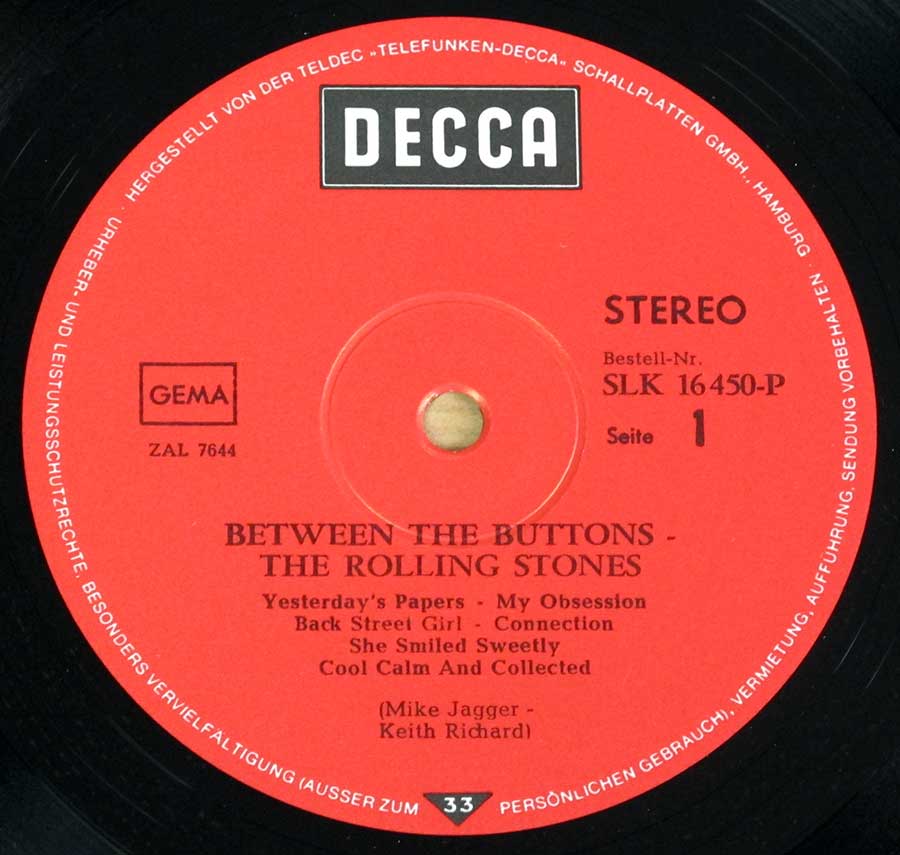 · HERGESTELLT VON DER TELDEC „TELEFUNKEN-DECCA“ SCHALLPLATTEN GMBH., HAMBURG · URHEBER- UND LEISTUNGSSCHUTZRECHTE, BESONDERS VERVIELFÄLTIGUNG (AUSSER ZUM PERSÖNLICHEN GEBRAUCH), VERMIETUNG, AUFFÜHRUNG, SENDUNG VORBEHALTEN ·
DECCA
STEREO
Bestell-Nr.
SLK 16 450-P
Seite 1
GEMA
ZAL 7644
BETWEEN THE BUTTONS -
THE ROLLING STONES
Yesterday's Papers - My Obsession
Back Street Girl - Connection
She Smiled Sweetly
Cool Calm And Collected
(Mike Jagger -
Keith Richard)
33